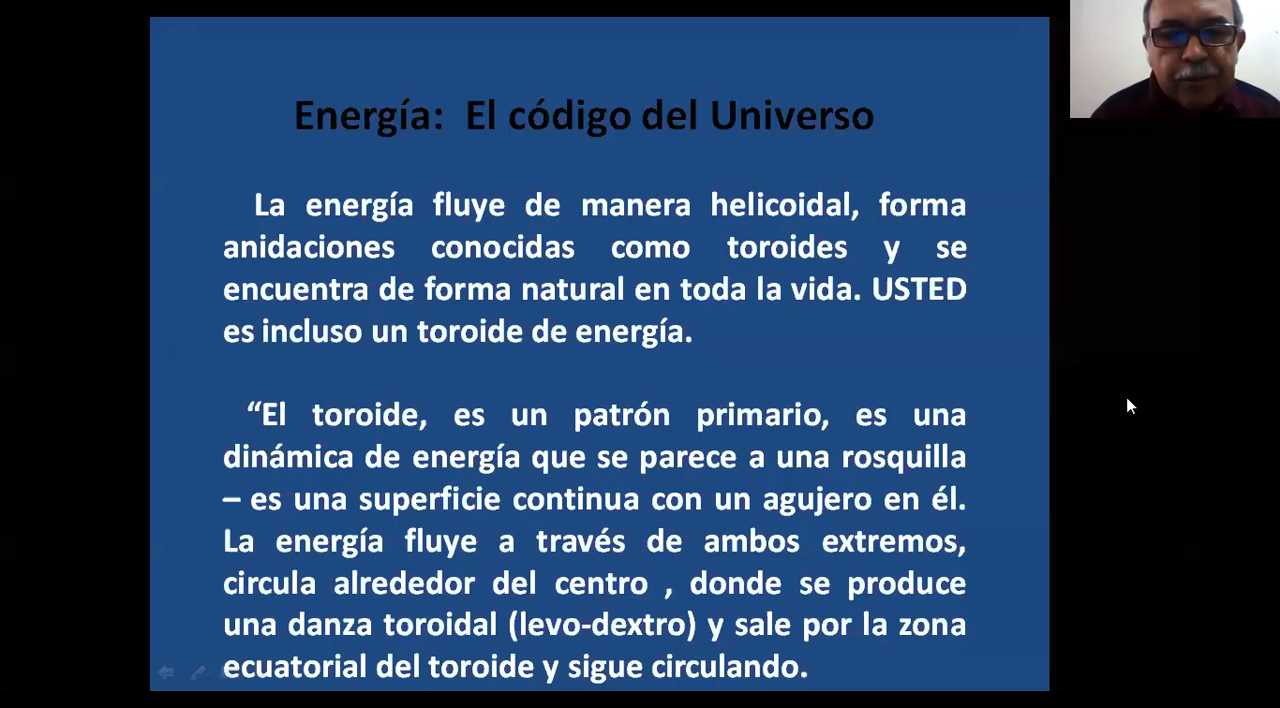 Energía: El código del Universo
La energía fluye de manera helicoidal, forma
anidaciones conocidas como toroides y se
encuentra de forma natural en toda la vida. USTED
es incluso un toroide de energía.
“El toroide, es un patrón primario, es una
dinámica de energía que se parece a una rosquilla
– es una superficie continua con un agujero en él.
La energía fluye a través de ambos extremos,
circula alrededor del centro , donde se produce
una danza toroidal (levo-dextro) y sale por la zona
ecuatorial del toroide y sigue circulando.